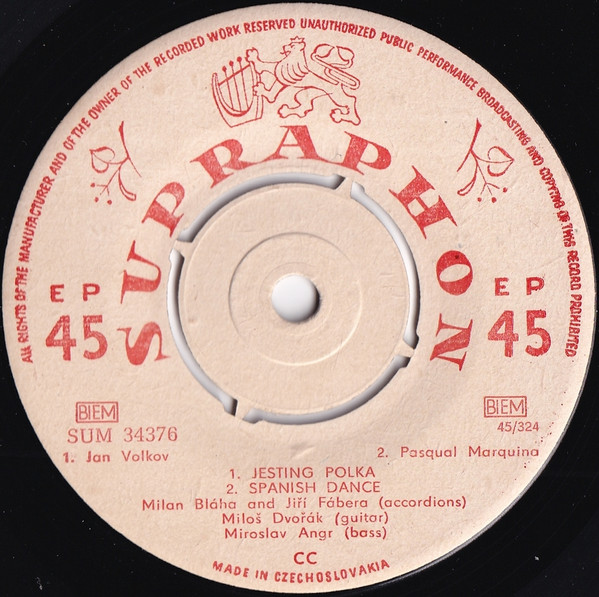 ALL RIGHTS OF THE MANUFACTURER AND OF THE OWNER OF THE RECORDED WORK RESERVED UNAUTHORIZED PUBLIC PERFORMANCE BROADCASTING AND COPYING OF THIS RECORD PROHIBITED
SUPRAPHON
EP
45
EP
45
BIEM
SUM 34376
BIEM
45/324
1. Jan Volkov
2. Pasqual Marquina
1. JESTING POLKA
2. SPANISH DANCE
Milan Bláha and Jiří Fábera (accordions)
Miloš Dvořák (guitar)
Miroslav Angr (bass)
CC
MADE IN CZECHOSLOVAKIA